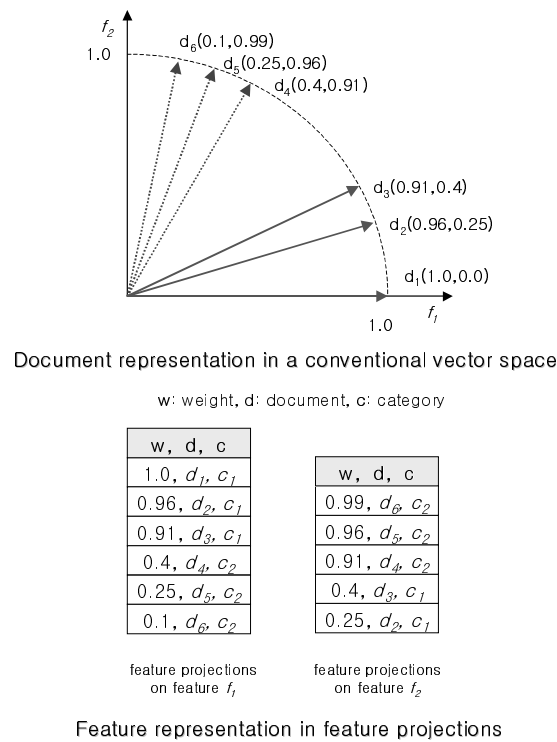 f₂
1.0
d₆(0.1,0.99)
d₅(0.25,0.96)
d₄(0.4,0.91)
d₃(0.91,0.4)
d₂(0.96,0.25)
d₁(1.0,0.0)
1.0
f₁
Document representation in a conventional vector space
w: weight, d: document, c: category
w, d, c
1.0, d₁, c₁
0.96, d₂, c₁
0.91, d₃, c₁
0.4, d₄, c₂
0.25, d₅, c₂
0.1, d₆, c₂
feature projections
on feature f₁
w, d, c
0.99, d₆, c₂
0.96, d₅, c₂
0.91, d₄, c₂
0.4, d₃, c₁
0.25, d₂, c₁
feature projections
on feature f₂
Feature representation in feature projections